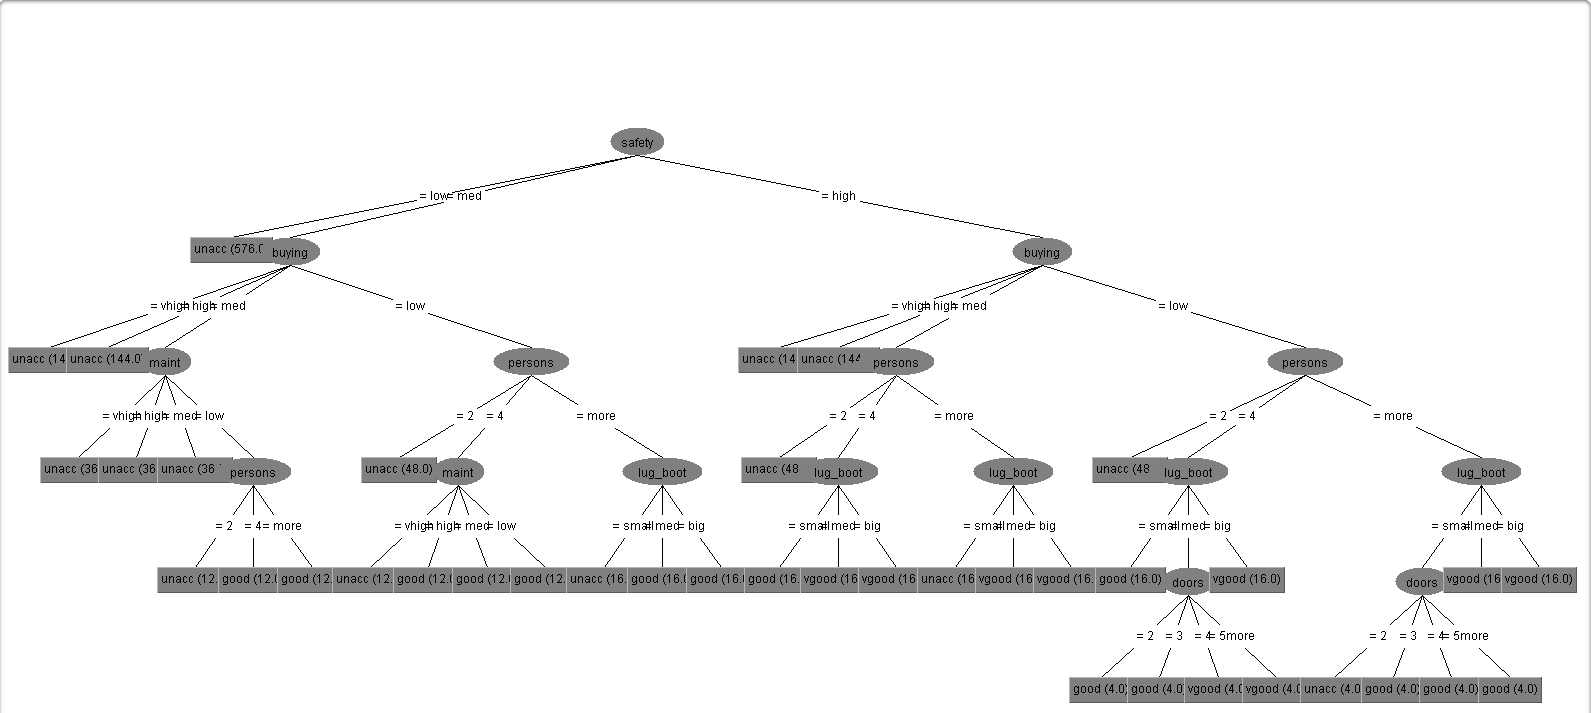 safety
= low = med = high
unacc (576.0 buying buying
= vhigh = high = med = low = vhigh = high = med = low
unacc (14 unacc (144.0 maint persons unacc (14 unacc (144 persons persons
= vhigh = high = med = low = 2 = 4 = more = 2 = 4 = more = 2 = 4 = more
unacc (36 unacc (36 unacc (36 persons unacc (48.0) maint lug_boot unacc (48 lug_boot lug_boot unacc (48 lug_boot lug_boot
= 2 = 4 = more = vhigh = high = med = low = small = med = big = small = med = big = small = med = big = small = med = big = small = med = big
unacc (12. good (12.0 good (12. unacc (12. good (12.0 good (12.0 good (12. unacc (16. good (16.0 good (16.0 good (16. vgood (16 vgood (16 unacc (16 vgood (16 vgood (16. good (16.0) doors vgood (16.0) doors vgood (16 vgood (16.0)
= 2 = 3 = 4 = 5more = 2 = 3 = 4 = 5more
good (4.0) good (4.0 vgood (4.0 vgood (4.0 unacc (4.0 good (4.0) good (4.0) good (4.0)